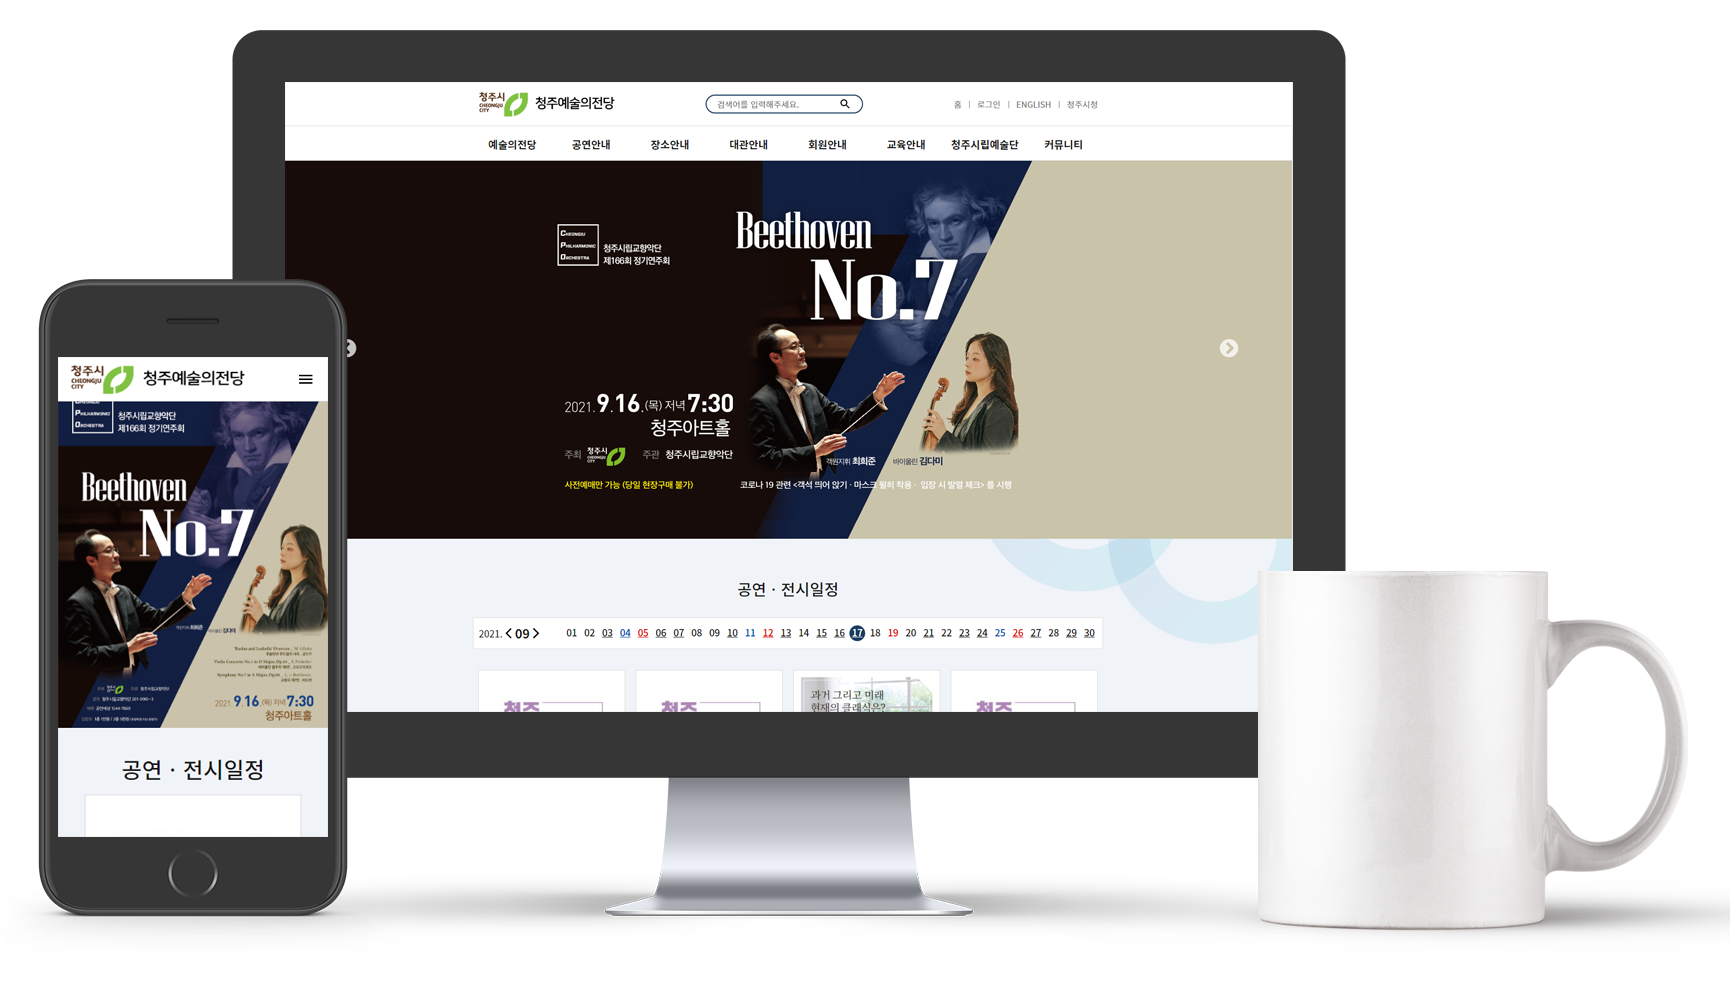 청주시
CHEONGJU
CITY
청주예술의전당
검색어를 입력해주세요.
홈 | 로그인 | ENGLISH | 청주시청
예술의전당 공연안내 장소안내 대관안내 회원안내 교육안내 청주시립예술단 커뮤니티
CHEONGJU
PHILHARMONIC
ORCHESTRA
청주시립교향악단
제166회 정기연주회
Beethoven
No.7
2021.9.16.(목) 저녁 7:30
청주아트홀
주최 청주시 CHEONGJU CITY 주관 청주시립교향악단
객원지휘 최희준 바이올린 김다미
사전예매만 가능 (당일 현장구매 불가)
코로나 19 관련 <객석 띄어 앉기 · 마스크 필히 착용 · 입장 시 발열 체크> 를 시행
공연 · 전시일정
2021. < 09 > 01 02 03 04 05 06 07 08 09 10 11 12 13 14 15 16 17 18 19 20 21 22 23 24 25 26 27 28 29 30
청주
청주
과거 그리고 미래
현재의 클래식은?
청주
청주시
CHEONGJU
CITY
청주예술의전당
PHILHARMONIC
ORCHESTRA
청주시립교향악단
제166회 정기연주회
Beethoven
No.7
객원지휘 최희준 바이올린 김다미
2021.9.16.(목) 저녁 7:30
청주아트홀
공연 · 전시일정